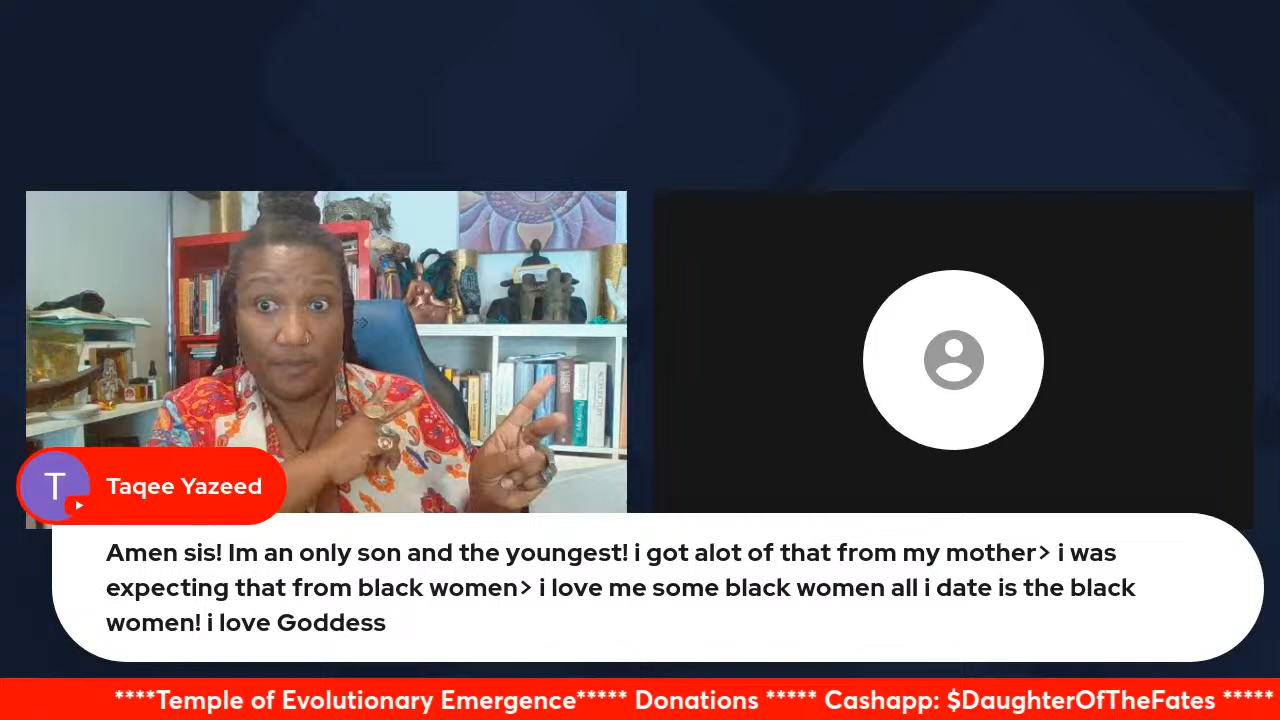 T
Taqee Yazeed
Amen sis! Im an only son and the youngest! i got alot of that from my mother> i was
expecting that from black women> i love me some black women all i date is the black
women! i love Goddess
****Temple of Evolutionary Emergence***** Donations ***** Cashapp: $DaughterOfTheFates *****